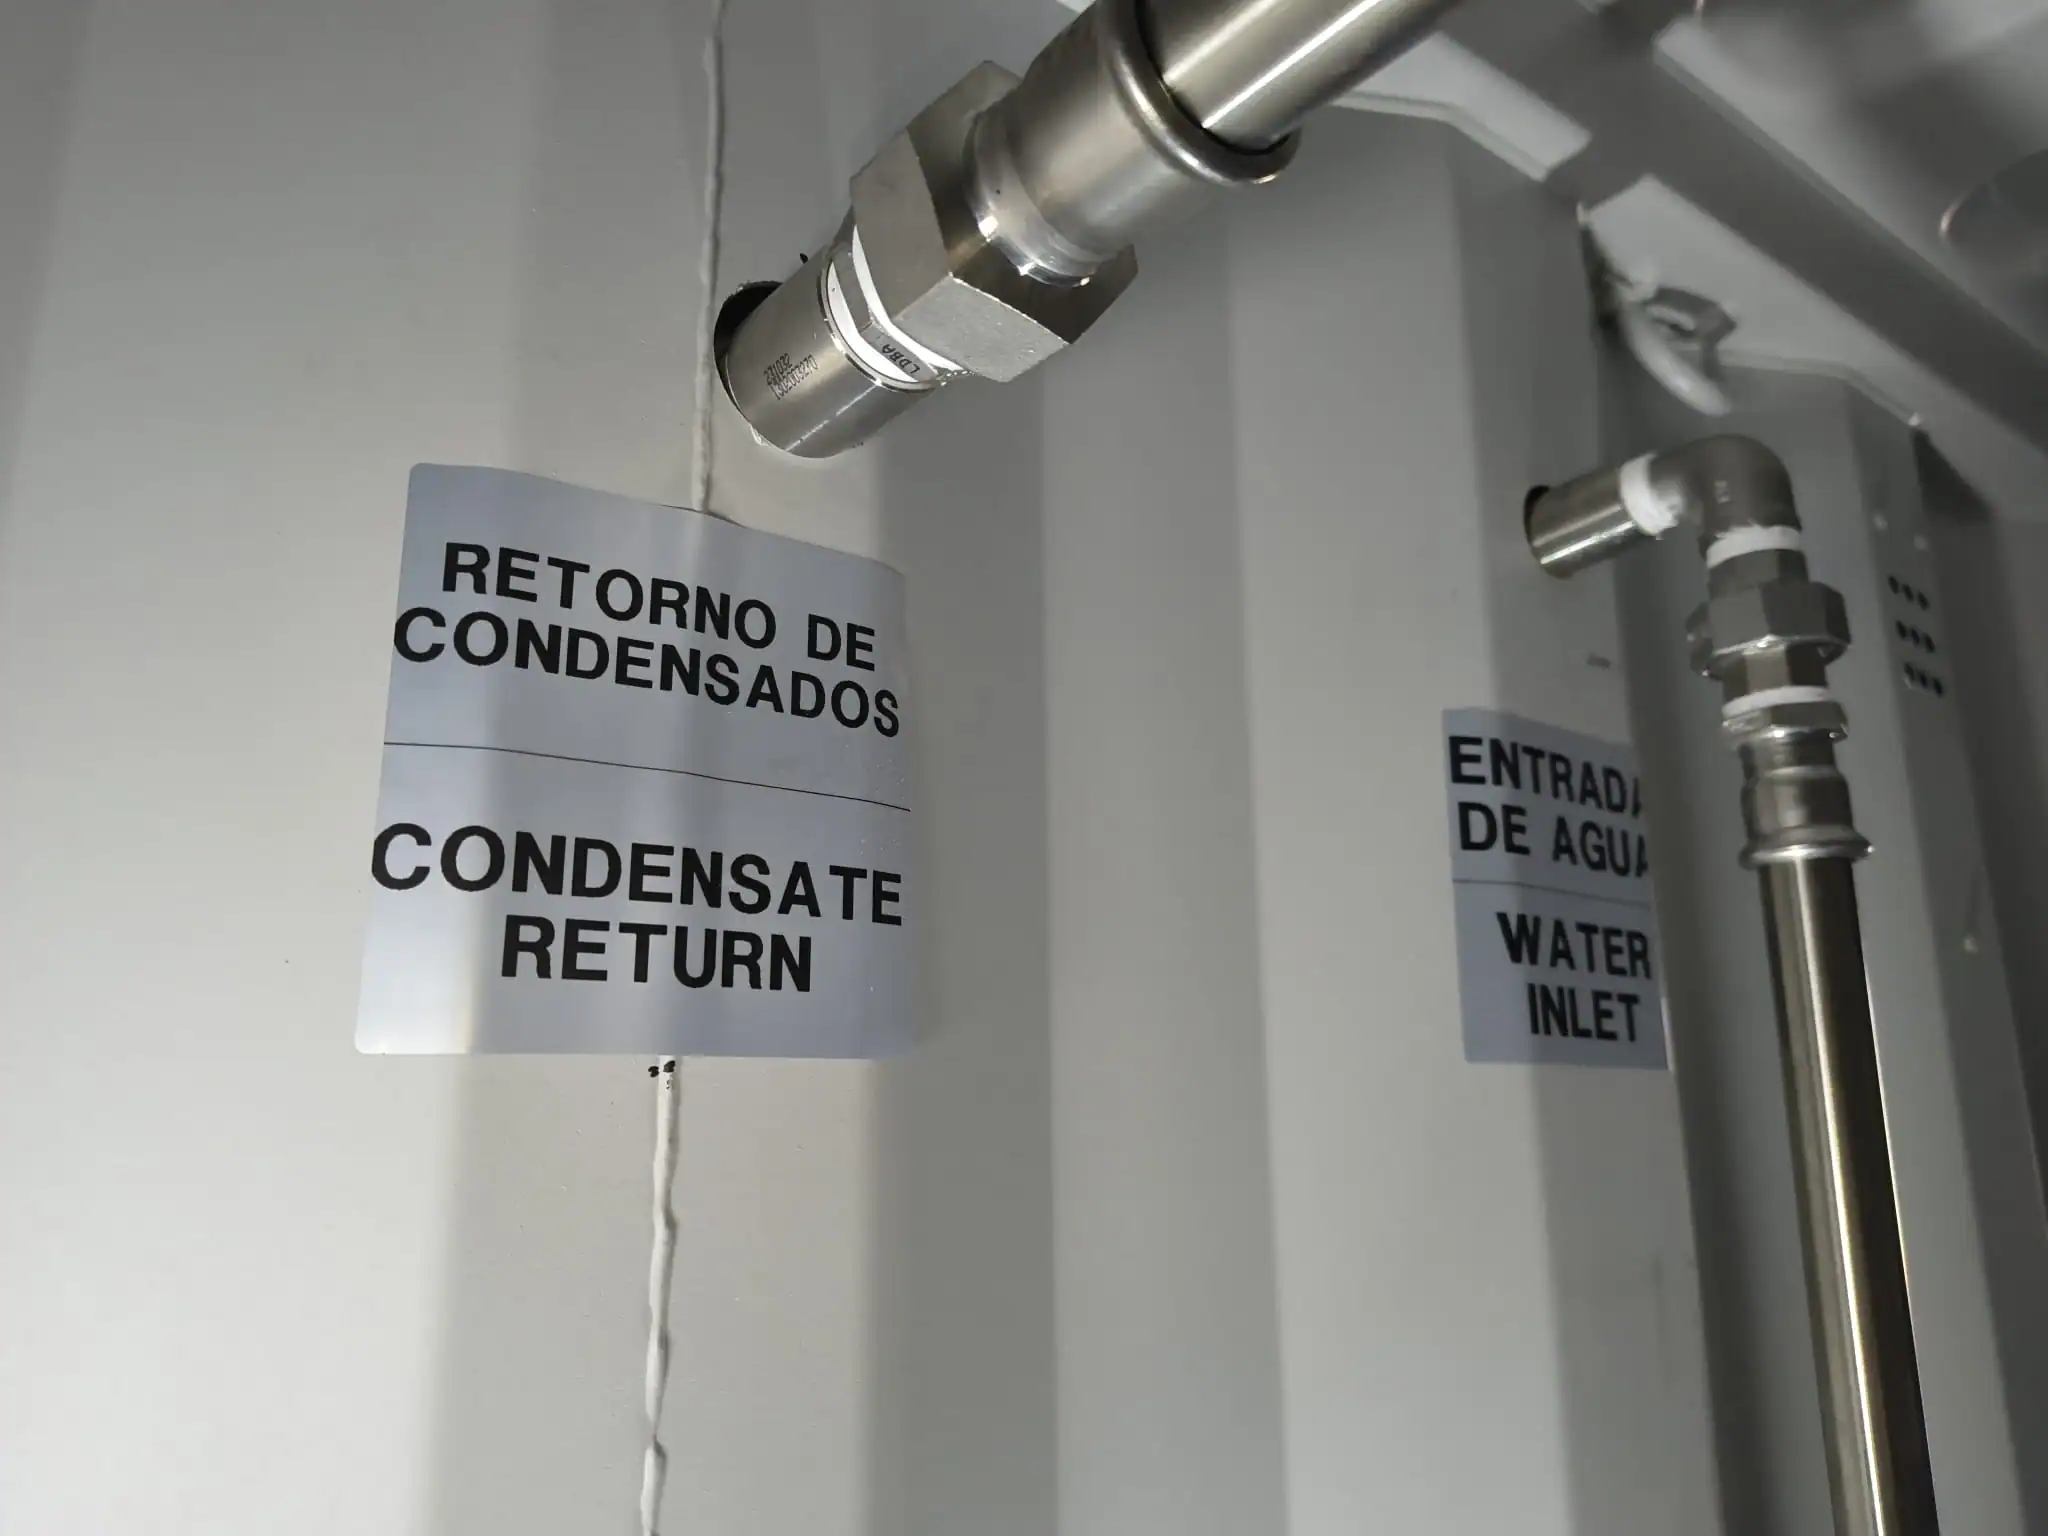 RETORNO DE
CONDENSADOS
CONDENSATE
RETURN
ENTRADA
DE AGUA
WATER
INLET